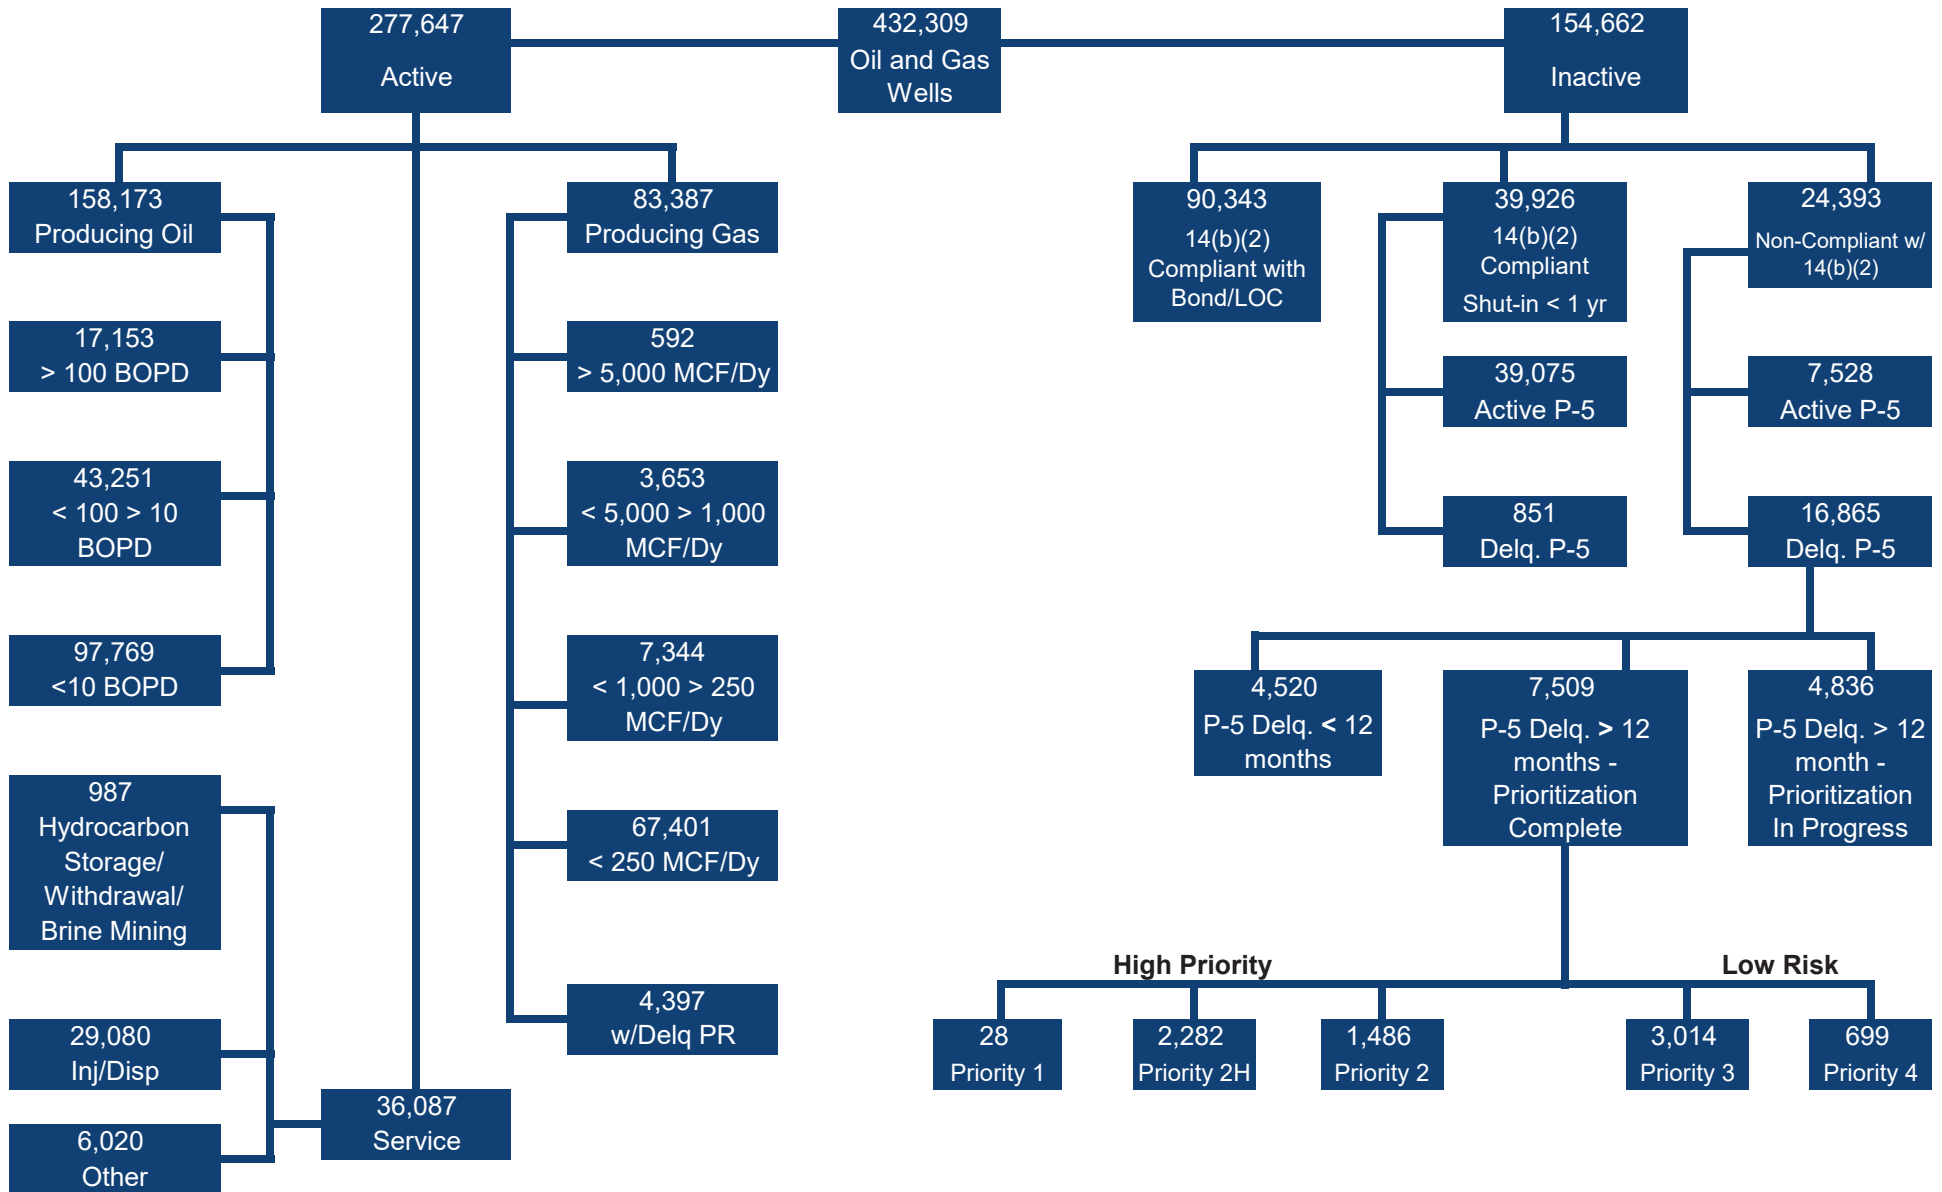 277,647
Active
432,309
Oil and Gas
Wells
154,662
Inactive
158,173
Producing Oil
17,153
> 100 BOPD
43,251
< 100 > 10
BOPD
97,769
<10 BOPD
987
Hydrocarbon
Storage/
Withdrawal/
Brine Mining
29,080
Inj/Disp
6,020
Other
36,087
Service
83,387
Producing Gas
592
> 5,000 MCF/Dy
3,653
< 5,000 > 1,000
MCF/Dy
7,344
< 1,000 > 250
MCF/Dy
67,401
< 250 MCF/Dy
4,397
w/Delq PR
90,343
14(b)(2)
Compliant with
Bond/LOC
39,926
14(b)(2)
Compliant
Shut-in < 1 yr
39,075
Active P-5
851
Delq. P-5
24,393
Non-Compliant w/
14(b)(2)
7,528
Active P-5
16,865
Delq. P-5
4,520
P-5 Delq. < 12
months
7,509
P-5 Delq. > 12
months -
Prioritization
Complete
4,836
P-5 Delq. > 12
month -
Prioritization
In Progress
High Priority
Low Risk
28
Priority 1
2,282
Priority 2H
1,486
Priority 2
3,014
Priority 3
699
Priority 4